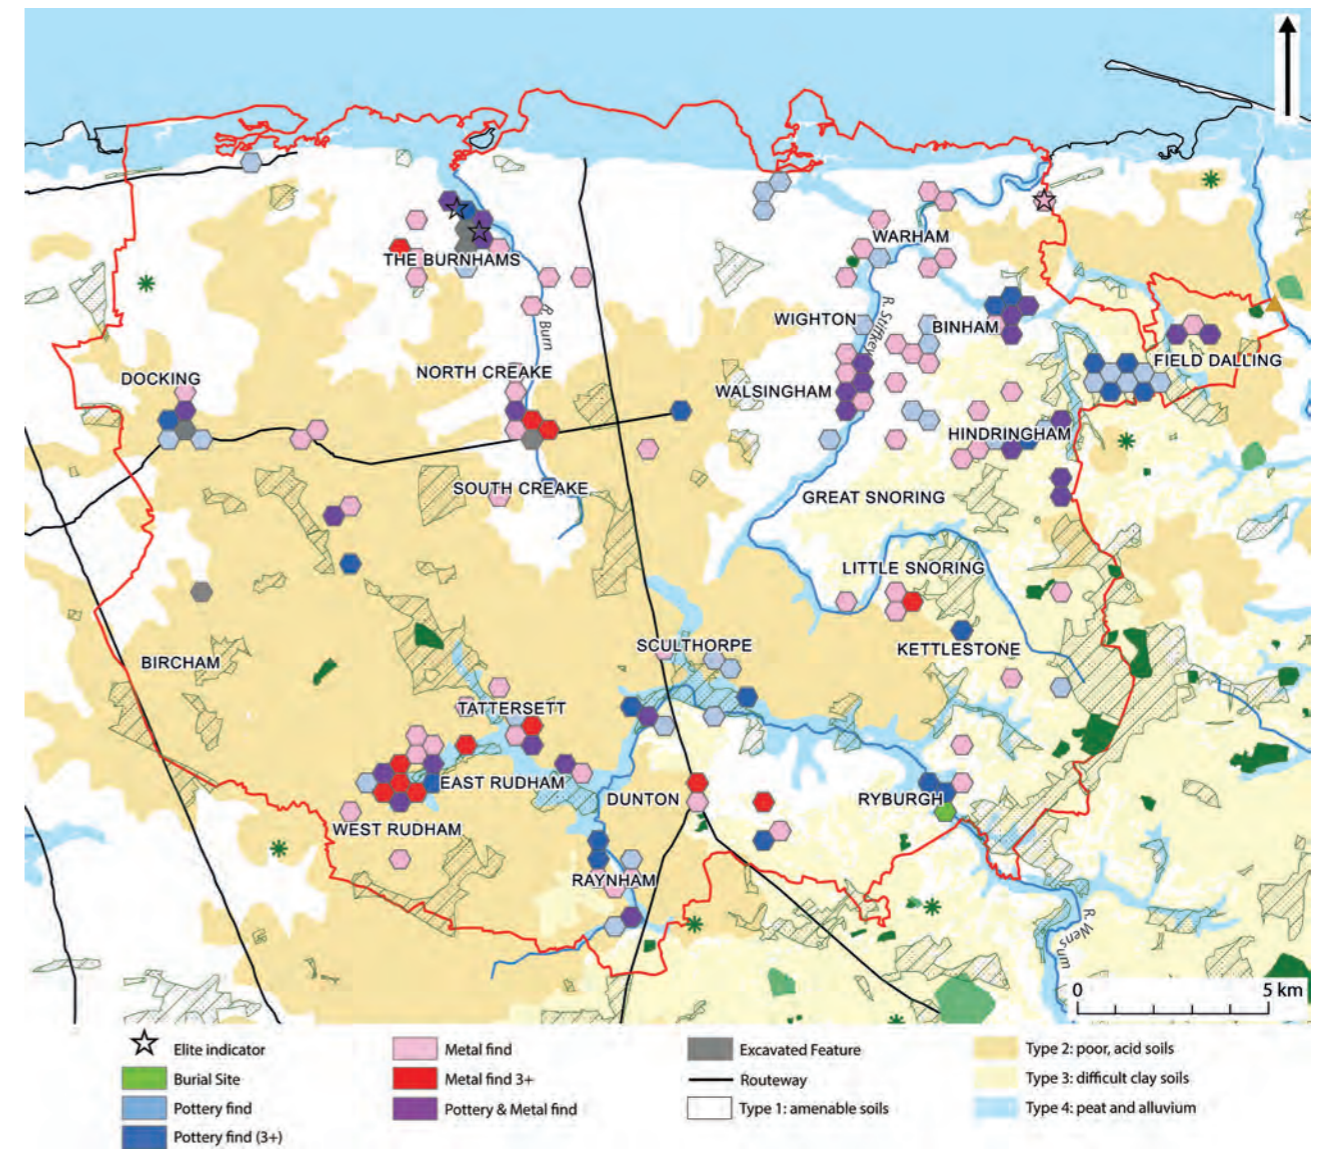 WARHAM
THE BURNHAMS
R. Burn
R. Stiffkey
WIGHTON
BINHAM
FIELD DALLING
DOCKING
NORTH CREAKE
WALSINGHAM
HINDRINGHAM
SOUTH CREAKE
GREAT SNORING
LITTLE SNORING
SCULTHORPE
KETTLESTONE
BIRCHAM
TATTERSETT
EAST RUDHAM
DUNTON
RYBURGH
WEST RUDHAM
RAYNHAM
R. Wensum
0 5 km
Elite indicator
Burial Site
Pottery find
Pottery find (3+)
Metal find
Metal find 3+
Pottery & Metal find
Excavated Feature
Routeway
Type 1: amenable soils
Type 2: poor, acid soils
Type 3: difficult clay soils
Type 4: peat and alluvium